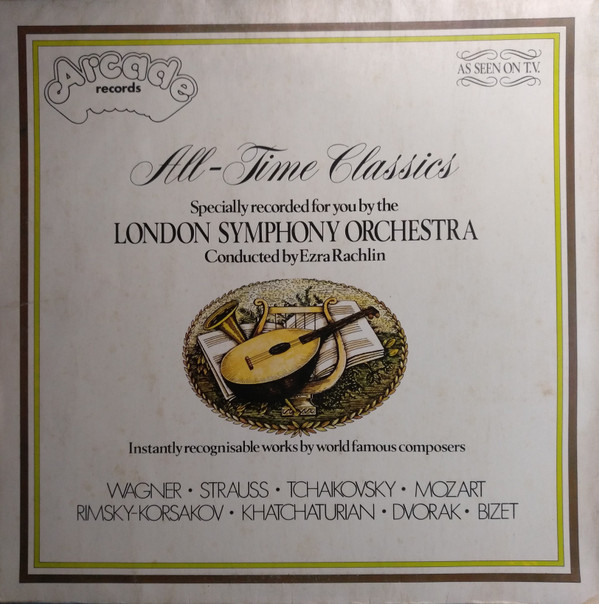 Arcade
records
AS SEEN ON T.V.
All-Time Classics
Specially recorded for you by the
LONDON SYMPHONY ORCHESTRA
Conducted by Ezra Rachlin
Instantly recognisable works by world famous composers
WAGNER • STRAUSS • TCHAIKOVSKY • MOZART
RIMSKY-KORSAKOV • KHATCHATURIAN • DVORAK • BIZET